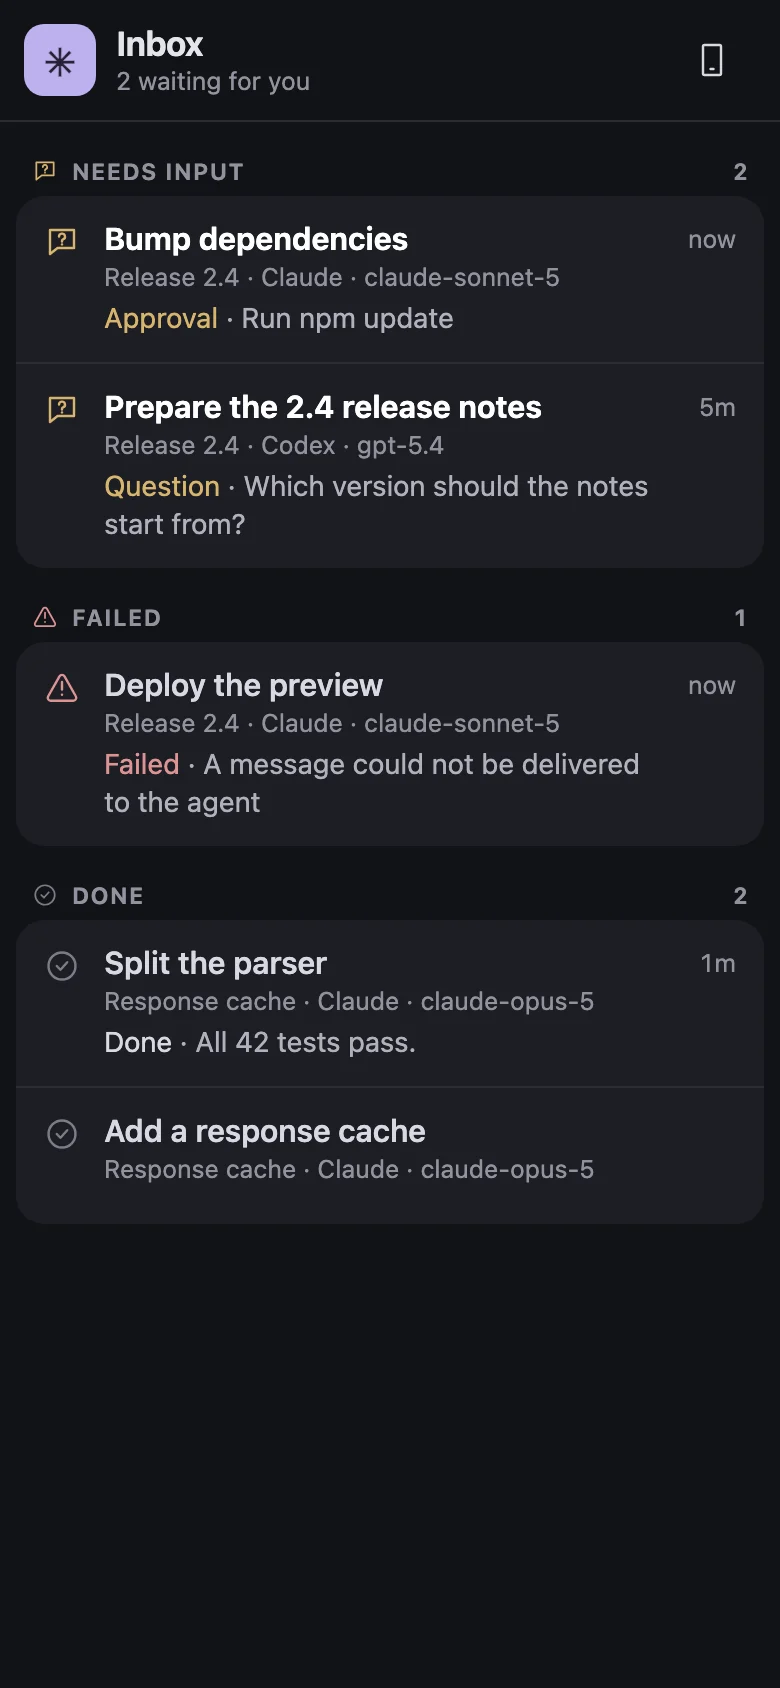 Inbox
2 waiting for you
NEEDS INPUT 2
Bump dependencies now
Release 2.4 · Claude · claude-sonnet-5
Approval · Run npm update
Prepare the 2.4 release notes 5m
Release 2.4 · Codex · gpt-5.4
Question · Which version should the notes
start from?
FAILED 1
Deploy the preview now
Release 2.4 · Claude · claude-sonnet-5
Failed · A message could not be delivered
to the agent
DONE 2
Split the parser 1m
Response cache · Claude · claude-opus-5
Done · All 42 tests pass.
Add a response cache
Response cache · Claude · claude-opus-5